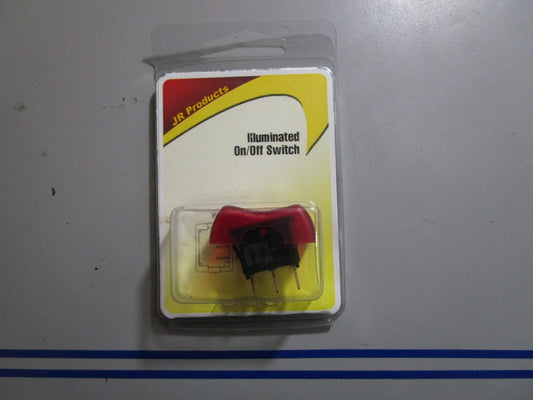 JR Products
Illuminated
On/Off Switch